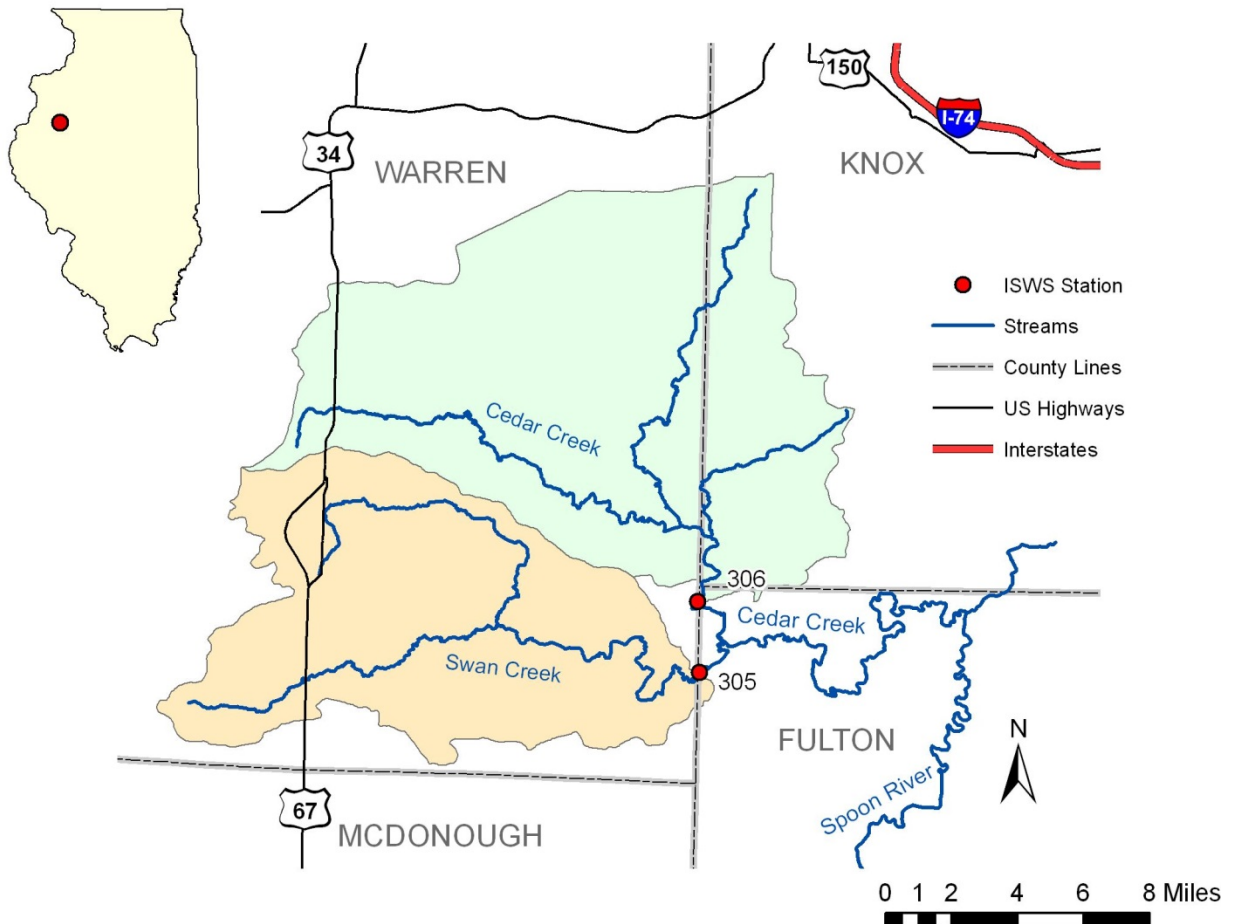 150
I-74
34
WARREN
KNOX
ISWS Station
Streams
County Lines
US Highways
Interstates
Cedar Creek
306
Cedar Creek
Swan Creek
305
FULTON
N
67
MCDONOUGH
Spoon River
0 1 2 4 6 8 Miles